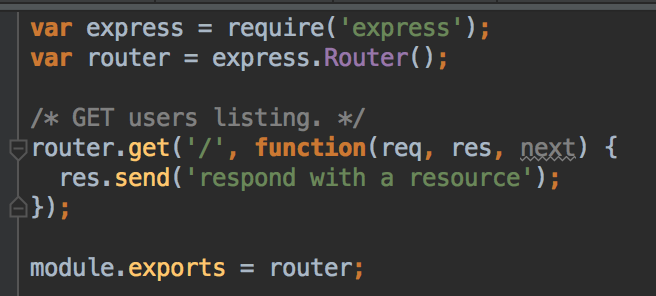 var express = require('express');
var router = express.Router();
/* GET users listing. */
router.get('/', function(req, res, next) {
  res.send('respond with a resource');
});
module.exports = router;